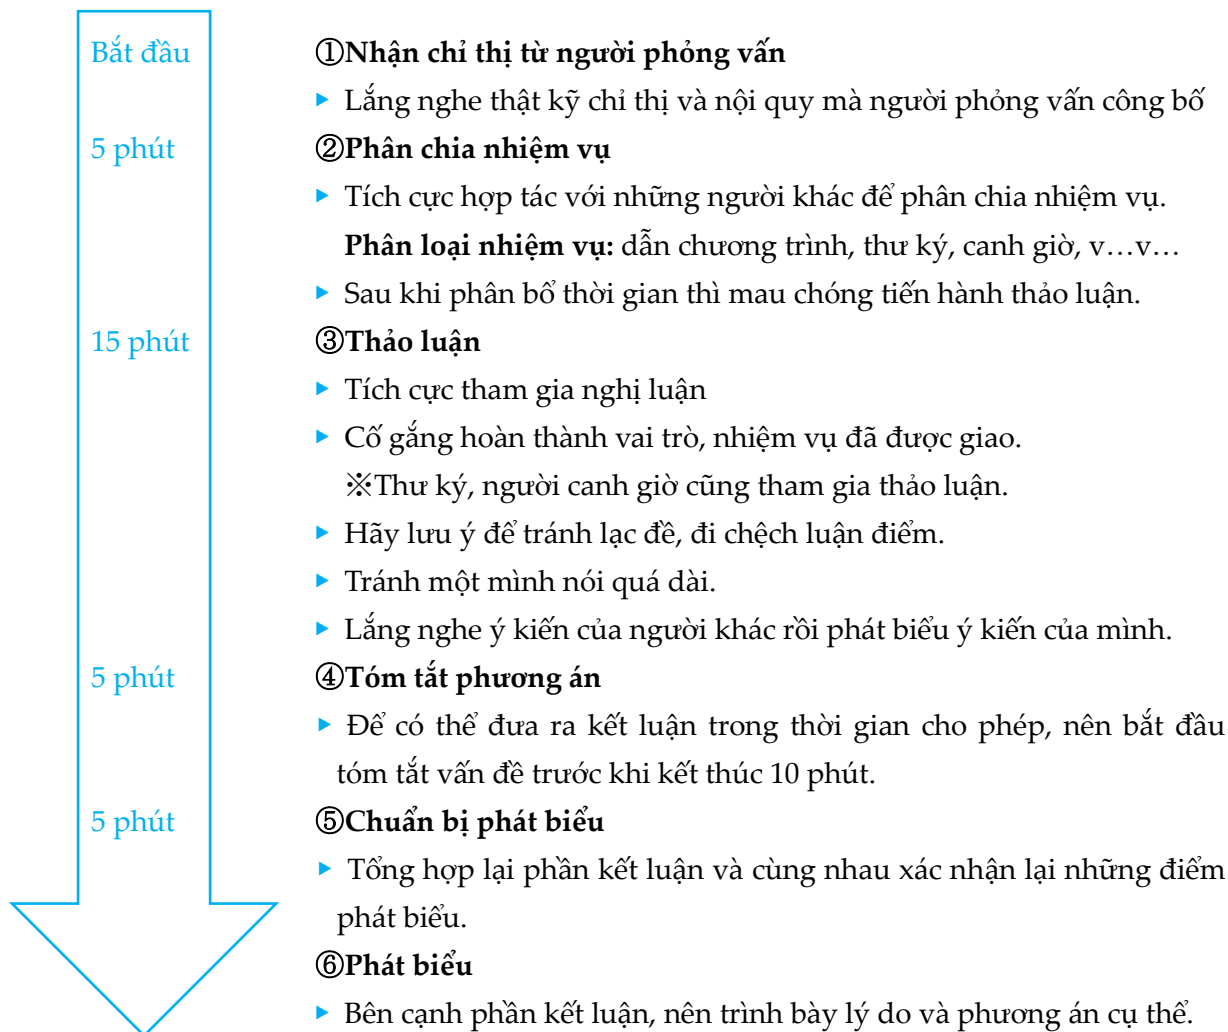 Bắt đầu ①Nhận chỉ thị từ người phỏng vấn
▶ Lắng nghe thật kỹ chỉ thị và nội quy mà người phỏng vấn công bố
5 phút ②Phân chia nhiệm vụ
▶ Tích cực hợp tác với những người khác để phân chia nhiệm vụ.
Phân loại nhiệm vụ: dẫn chương trình, thư ký, canh giờ, v…v…
▶ Sau khi phân bổ thời gian thì mau chóng tiến hành thảo luận.
15 phút ③Thảo luận
▶ Tích cực tham gia nghị luận
▶ Cố gắng hoàn thành vai trò, nhiệm vụ đã được giao.
※Thư ký, người canh giờ cũng tham gia thảo luận.
▶ Hãy lưu ý để tránh lạc đề, đi chệch luận điểm.
▶ Tránh một mình nói quá dài.
▶ Lắng nghe ý kiến của người khác rồi phát biểu ý kiến của mình.
5 phút ④Tóm tắt phương án
▶ Để có thể đưa ra kết luận trong thời gian cho phép, nên bắt đầu
tóm tắt vấn đề trước khi kết thúc 10 phút.
5 phút ⑤Chuẩn bị phát biểu
▶ Tổng hợp lại phần kết luận và cùng nhau xác nhận lại những điểm
phát biểu.
⑥Phát biểu
▶ Bên cạnh phần kết luận, nên trình bày lý do và phương án cụ thể.